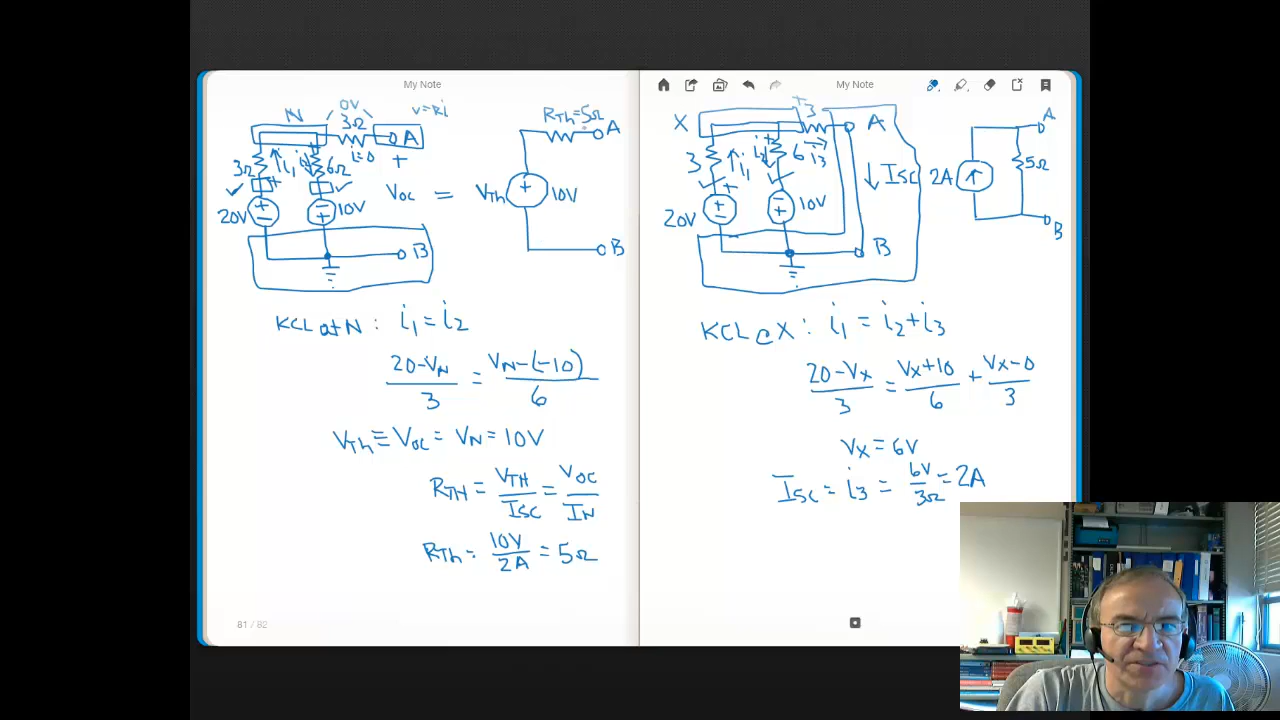 My Note
N
0V
v=Ri
3Ω
A
i=0
+
3Ω
i₁
i₂
6Ω
+
+
20V
10V
Voc
=
B
RTh=5Ω
A
VTh
+
10V
B
KCL at N: i₁=i₂
20-VN/3 = VN-(-10)/6
VTh≡Voc=VN=10V
RTH = VTH/ISC = VOC/IN
RTh = 10V/2A = 5Ω
81 / 82
My Note
X
+
3
A
3
i₁
i₂
6
i₃
+
↓ ISC
20V
10V
B
A
2A
5Ω
B
KCL@X: i₁ = i₂+i₃
20-Vx/3 = Vx+10/6 + Vx-0/3
Vx=6V
ISC = i₃ = 6V/3Ω = 2A